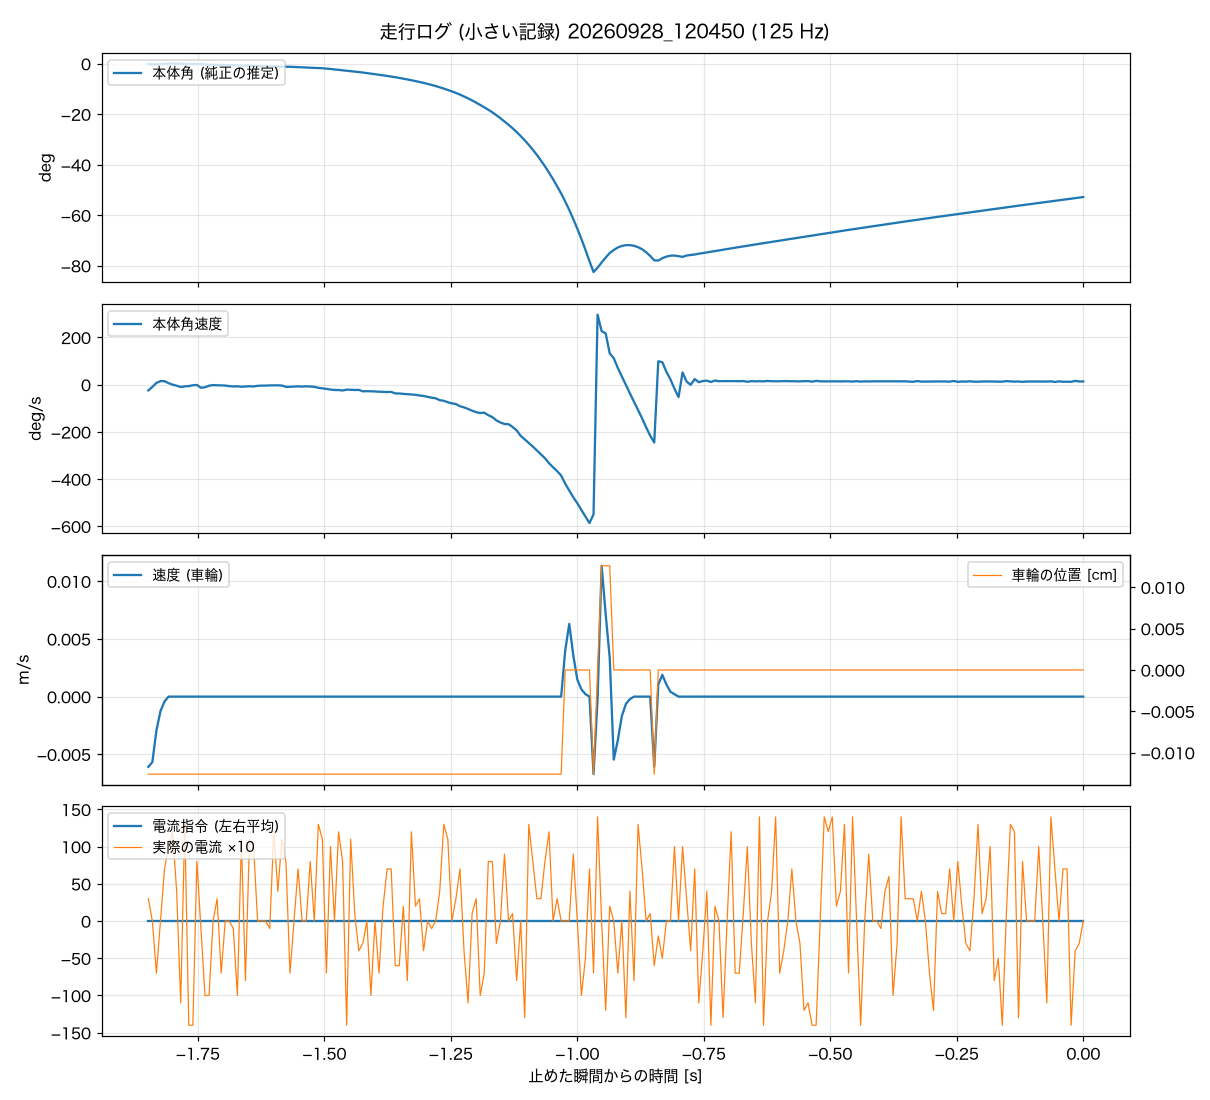 走行ログ (小さい記録) 20260928_120450 (125 Hz)
本体角 (純正の推定)
deg
0
−20
−40
−60
−80
本体角速度
deg/s
200
0
−200
−400
−600
速度 (車輪)
車輪の位置 [cm]
m/s
0.010
0.005
0.000
−0.005
0.010
0.005
0.000
−0.005
−0.010
電流指令 (左右平均)
実際の電流 ×10
150
100
50
0
−50
−100
−150
−1.75 −1.50 −1.25 −1.00 −0.75 −0.50 −0.25 0.00
止めた瞬間からの時間 [s]